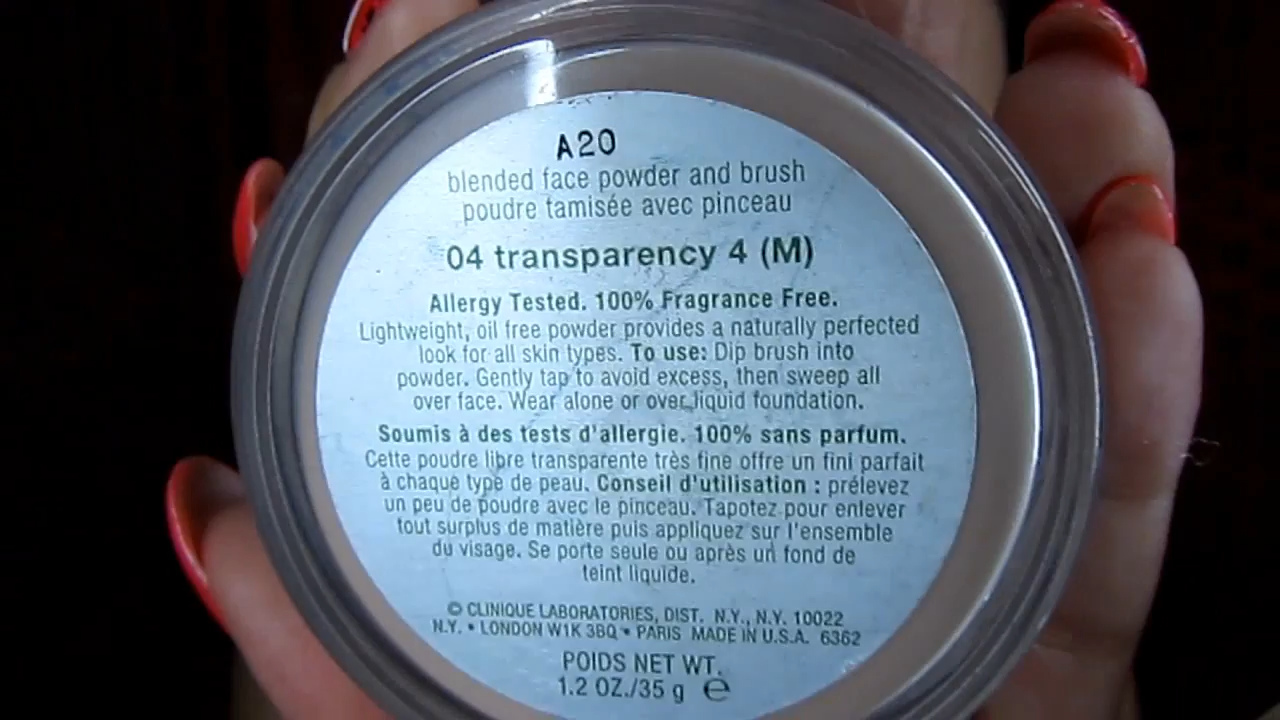 A20
blended face powder and brush
poudre tamisée avec pinceau
04 transparency 4 (M)
Allergy Tested. 100% Fragrance Free.
Lightweight, oil free powder provides a naturally perfected
look for all skin types. To use: Dip brush into
powder. Gently tap to avoid excess, then sweep all
over face. Wear alone or over liquid foundation.
Soumis à des tests d'allergie. 100% sans parfum.
Cette poudre libre transparente très fine offre un fini parfait
à chaque type de peau. Conseil d'utilisation : prélevez
un peu de poudre avec le pinceau. Tapotez pour enlever
tout surplus de matière puis appliquez sur l'ensemble
du visage. Se porte seule ou après un fond de
teint liquide.
© CLINIQUE LABORATORIES, DIST. N.Y., N.Y. 10022
N.Y. • LONDON W1K 3BQ • PARIS MADE IN U.S.A. 6362
POIDS NET WT.
1.2 OZ./35 g ℮